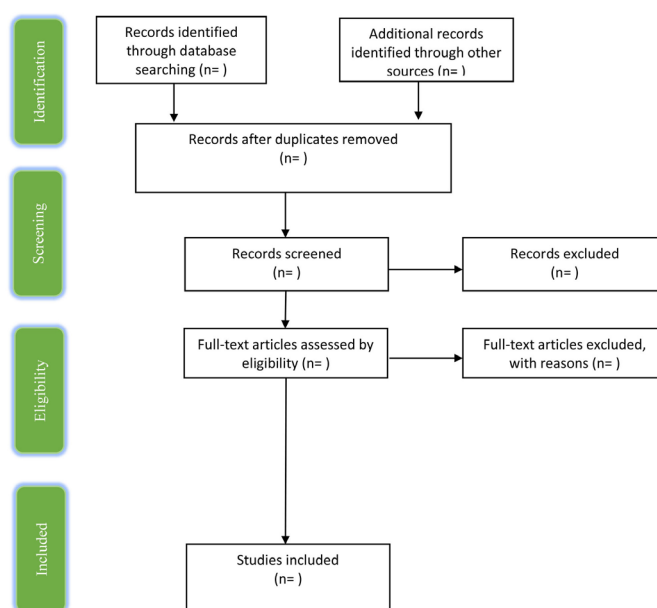 Identification
Records identified
through database
searching (n= )
Additional records
identified through other
sources (n= )
Records after duplicates removed
(n= )
Screening
Records screened
(n= )
Records excluded
(n= )
Eligibility
Full-text articles assessed by
eligibility (n= )
Full-text articles excluded,
with reasons (n= )
Included
Studies included
(n= )